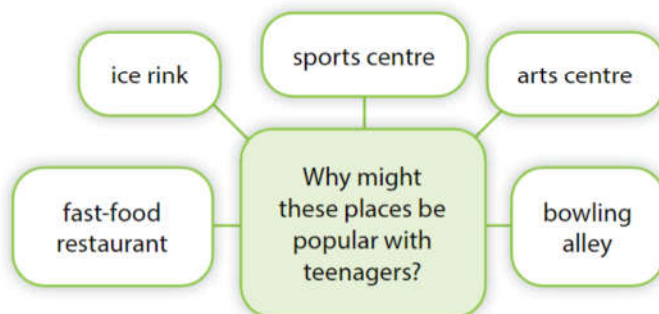 ice rink
sports centre
arts centre
fast-food
restaurant
Why might
these places be
popular with
teenagers?
bowling
alley